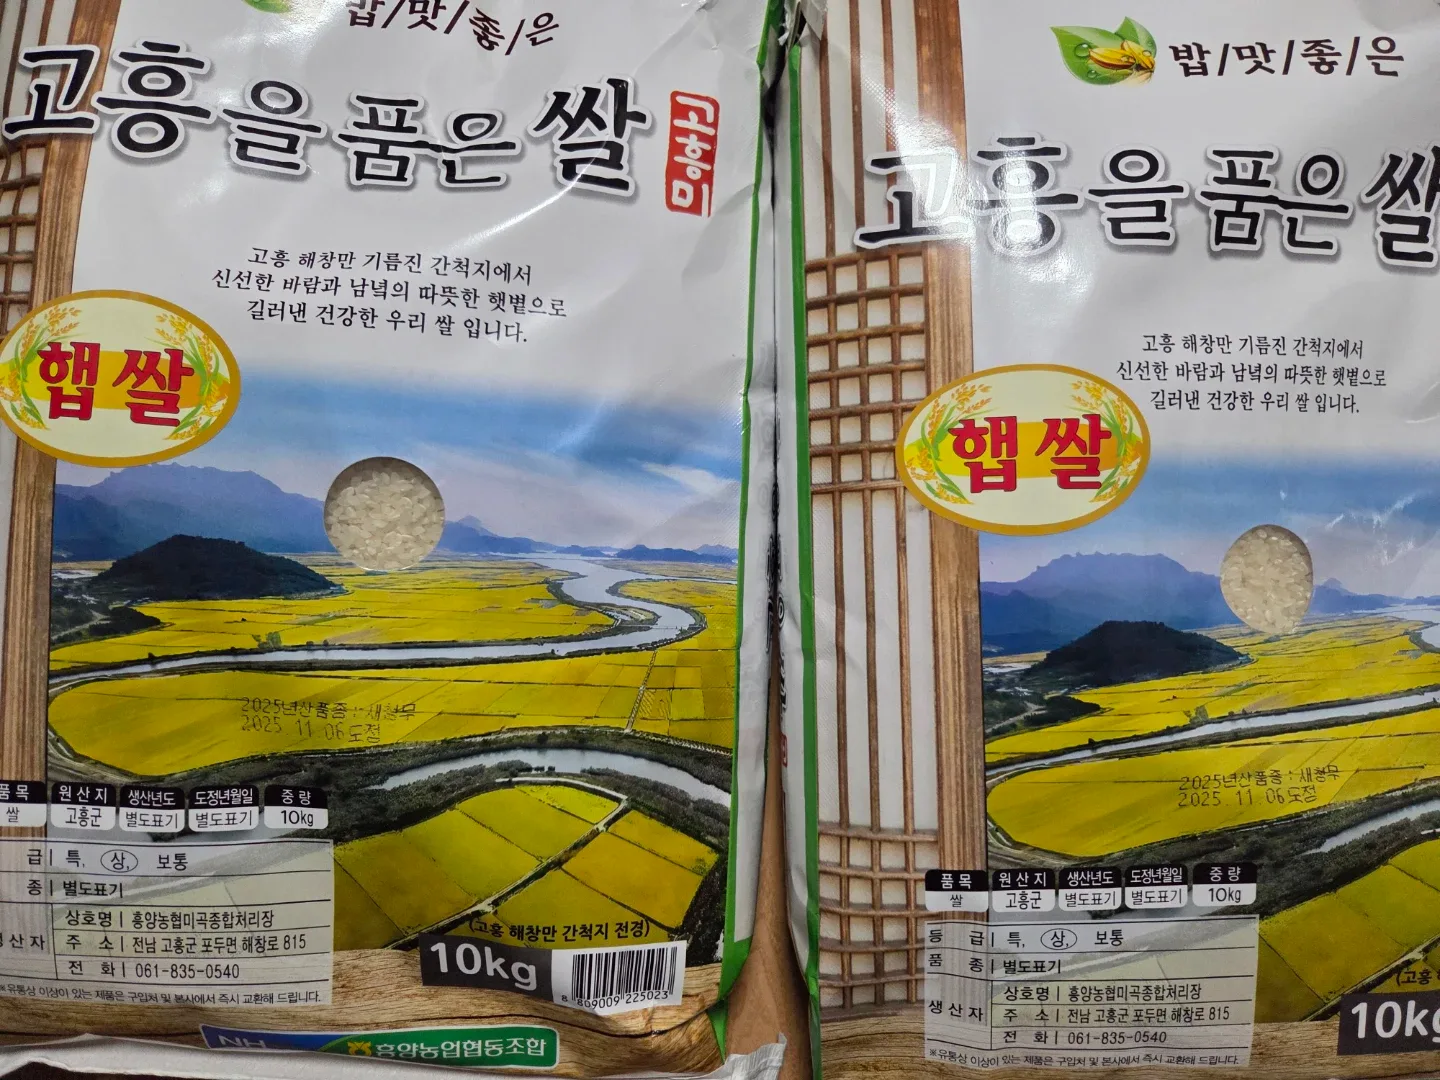 밥/맛/좋/은
고흥을 품은 쌀
고흥미
고흥 해창만 기름진 간척지에서
신선한 바람과 남녘의 따뜻한 햇볕으로
길러낸 건강한 우리 쌀 입니다.
햅쌀
2025년산품종 : 새청무
2025. 11. 06도정
품 목 원 산 지 생산년도 도정년월일 중 량
쌀 고흥군 별도표기 별도표기 10kg
급 | 특, 상, 보통
종 | 별도표기
상호명 | 흥양농협미곡종합처리장
생 산 자 주 소 | 전남 고흥군 포두면 해창로 815
전 화 | 061-835-0540
※유통상 이상이 있는 제품은 구입처 및 본사에서 즉시 교환해 드립니다.
(고흥 해창만 간척지 전경)
10kg
8 809009 225023
NH 흥양농업협동조합
밥/맛/좋/은
고흥을 품은 쌀
고흥 해창만 기름진 간척지에서
신선한 바람과 남녘의 따뜻한 햇볕으로
길러낸 건강한 우리 쌀 입니다.
햅쌀
2025년산품종 : 새청무
2025. 11. 06도정
품 목 원 산 지 생산년도 도정년월일 중 량
쌀 고흥군 별도표기 별도표기 10kg
등 급 | 특, 상, 보통
품 종 | 별도표기
상호명 | 흥양농협미곡종합처리장
생 산 자 주 소 | 전남 고흥군 포두면 해창로 815
전 화 | 061-835-0540
※유통상 이상이 있는 제품은 구입처 및 본사에서 즉시 교환해 드립니다.
(고흥
10kg